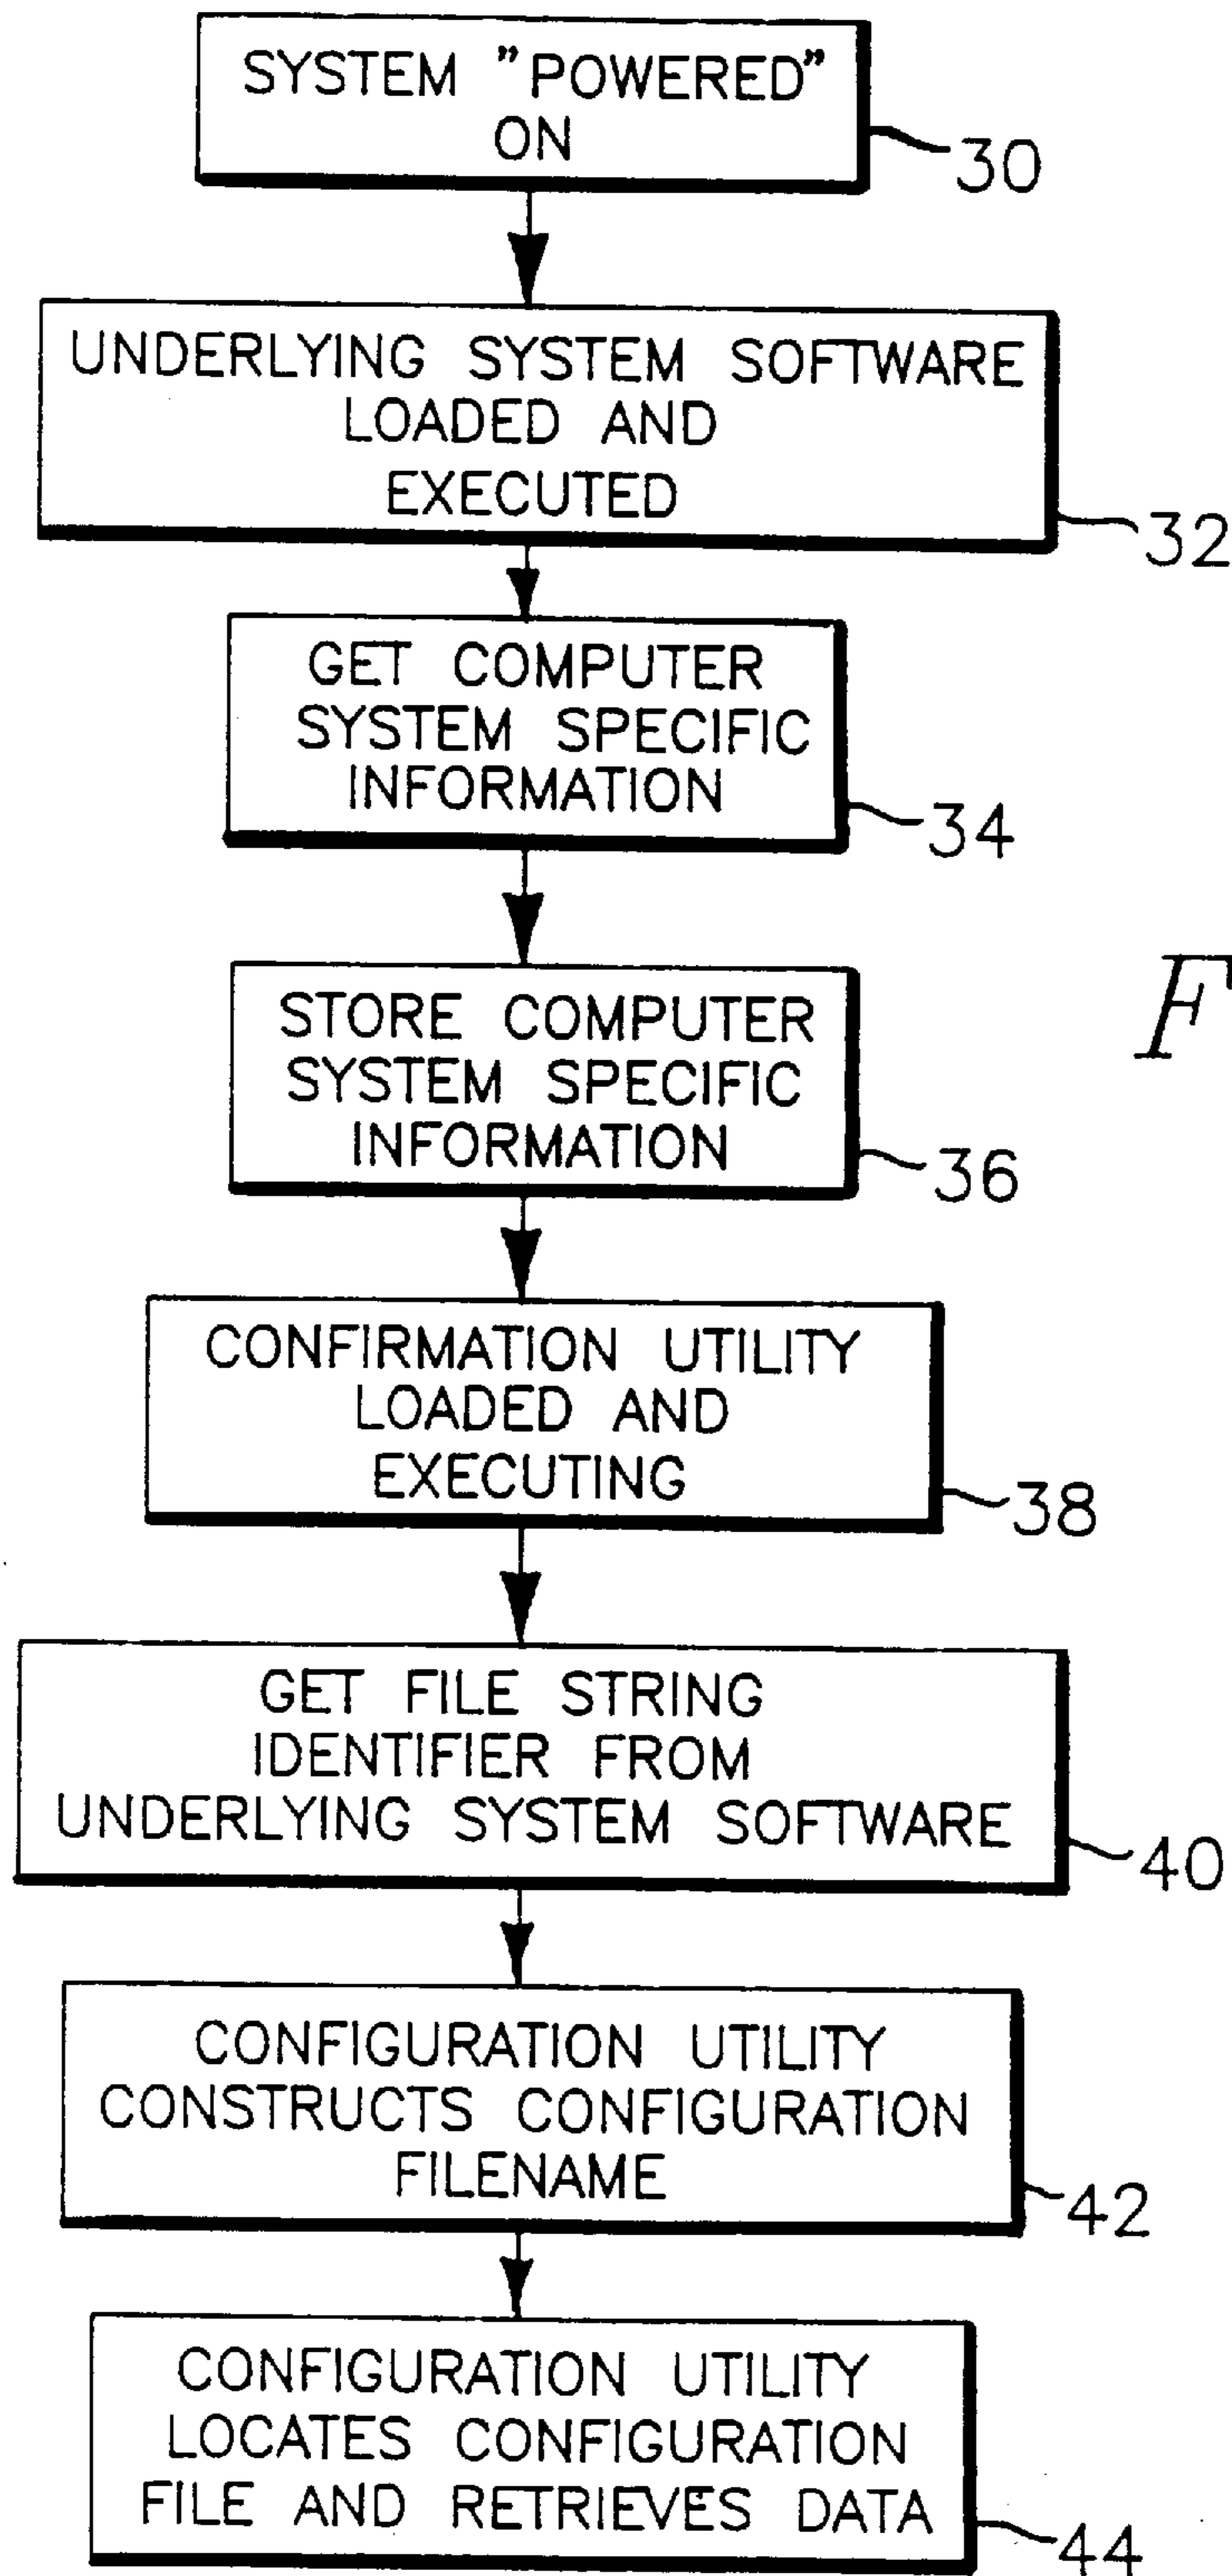 SYSTEM "POWERED"
ON
30
UNDERLYING SYSTEM SOFTWARE
LOADED AND
EXECUTED
32
GET COMPUTER
SYSTEM SPECIFIC
INFORMATION
34
F
STORE COMPUTER
SYSTEM SPECIFIC
INFORMATION
36
CONFIRMATION UTILITY
LOADED AND
EXECUTING
38
GET FILE STRING
IDENTIFIER FROM
UNDERLYING SYSTEM SOFTWARE
40
CONFIGURATION UTILITY
CONSTRUCTS CONFIGURATION
FILENAME
42
CONFIGURATION UTILITY
LOCATES CONFIGURATION
FILE AND RETRIEVES DATA
44